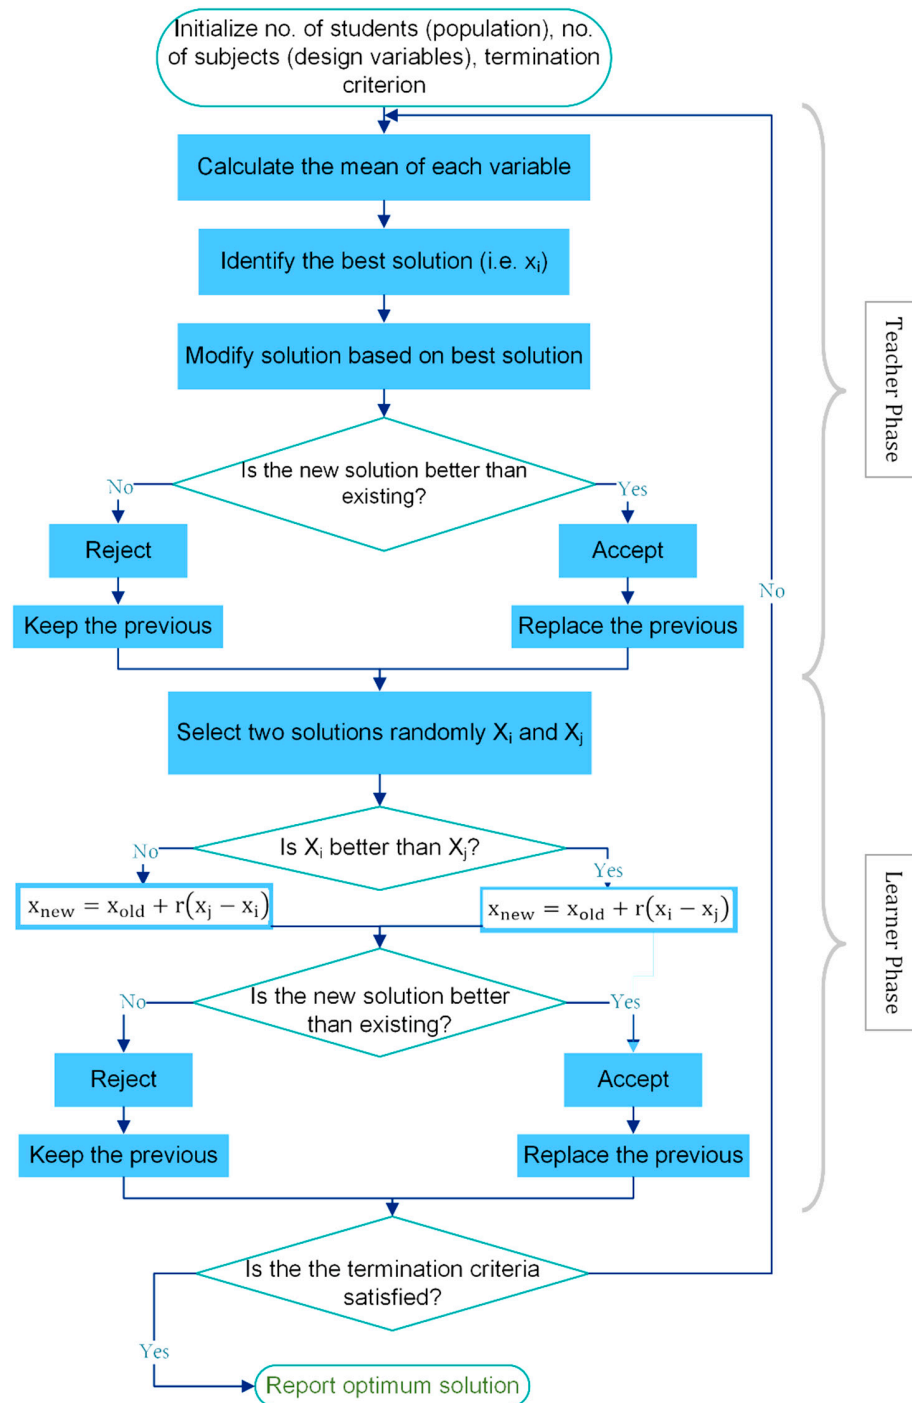 Initialize no. of students (population), no.
of subjects (design variables), termination
criterion
Calculate the mean of each variable
Identify the best solution (i.e. xᵢ)
Modify solution based on best solution
Is the new solution better than
existing?
No
Yes
Reject
Accept
Keep the previous
Replace the previous
No
Teacher Phase
Select two solutions randomly Xᵢ and Xⱼ
Is Xᵢ better than Xⱼ?
No
Yes
x_new = x_old + r(xⱼ − xᵢ)
x_new = x_old + r(xᵢ − xⱼ)
Is the new solution better
than existing?
No
Yes
Reject
Accept
Keep the previous
Replace the previous
Learner Phase
Is the the termination criteria
satisfied?
Yes
Report optimum solution